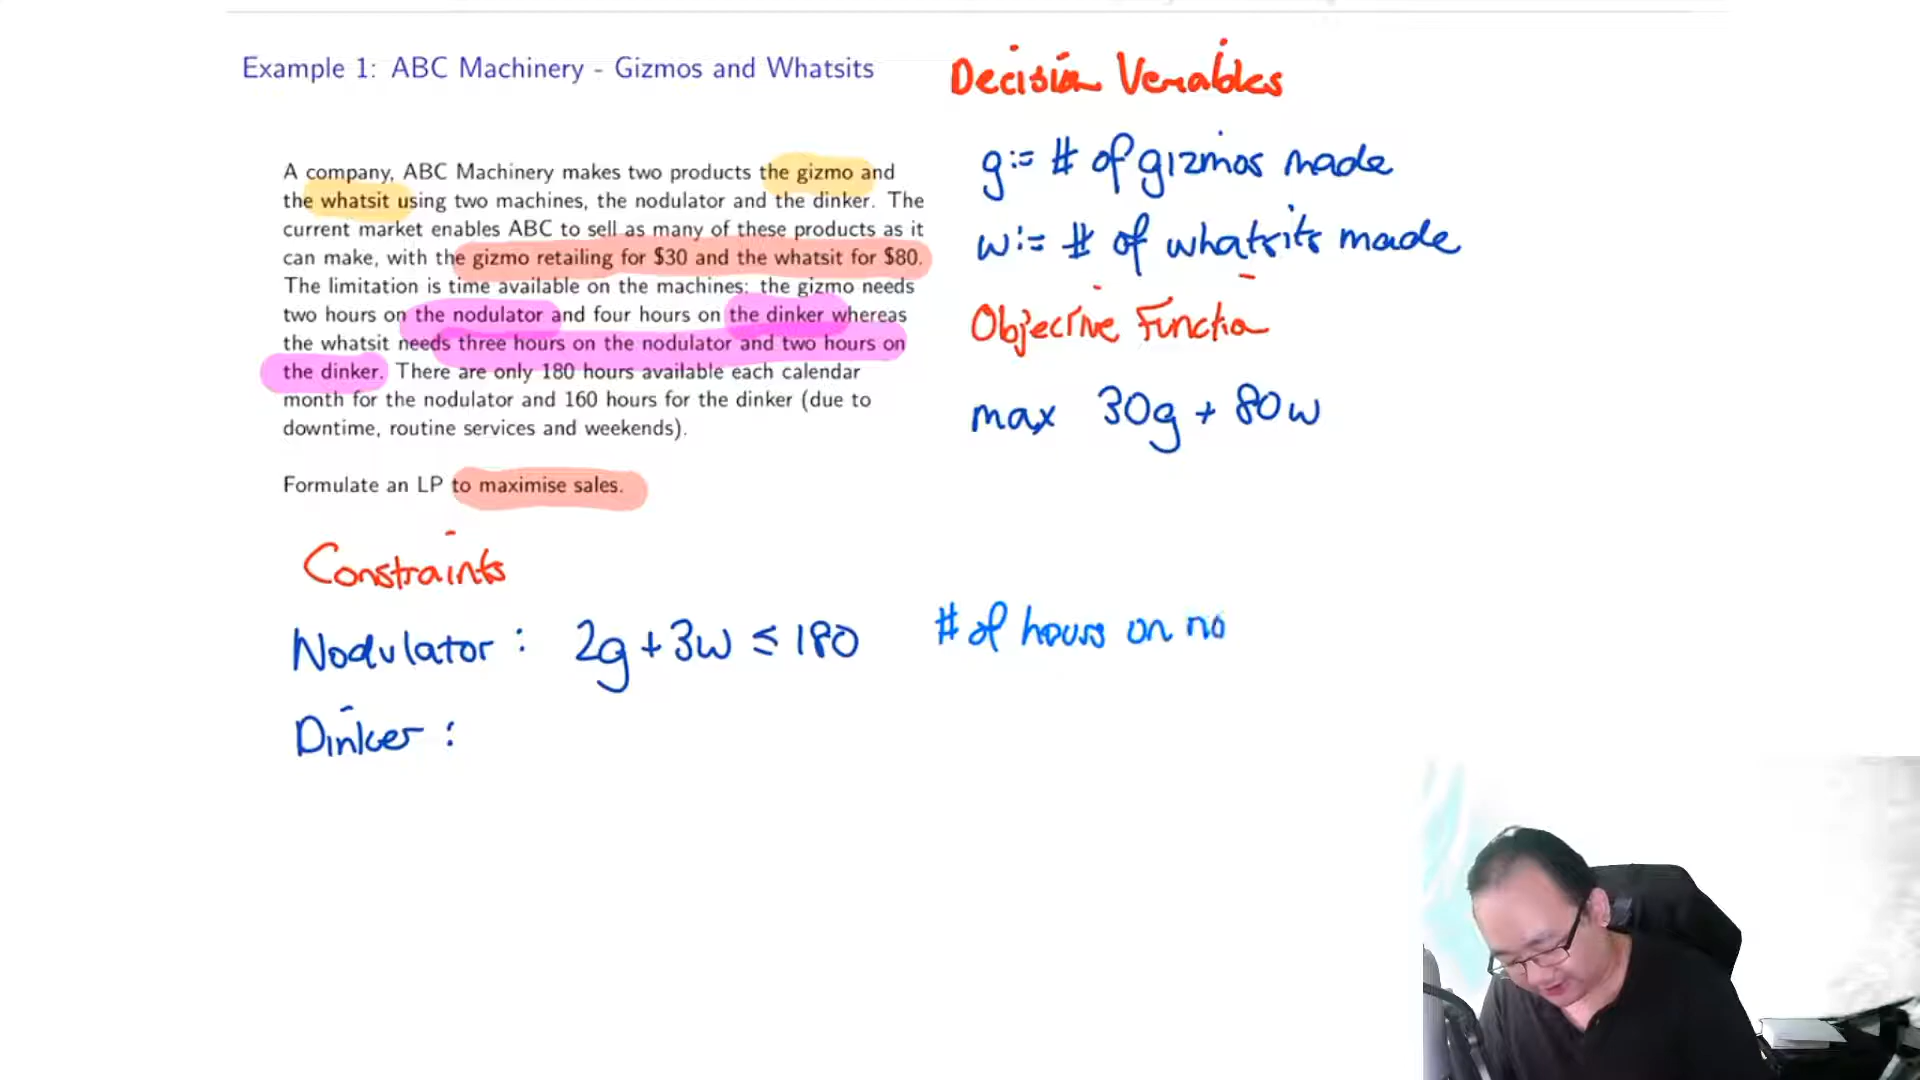 Example 1: ABC Machinery - Gizmos and Whatsits
A company, ABC Machinery makes two products the gizmo and
the whatsit using two machines, the nodulator and the dinker. The
current market enables ABC to sell as many of these products as it
can make, with the gizmo retailing for $30 and the whatsit for $80.
The limitation is time available on the machines: the gizmo needs
two hours on the nodulator and four hours on the dinker whereas
the whatsit needs three hours on the nodulator and two hours on
the dinker. There are only 180 hours available each calendar
month for the nodulator and 160 hours for the dinker (due to
downtime, routine services and weekends).
Formulate an LP to maximise sales.
Decision Variables
g := # of gizmos made
w := # of whatsits made
Objective Function
max 30g + 80w
Constraints
Nodulator : 2g + 3w ≤ 180 # of hours on no
Dinker :